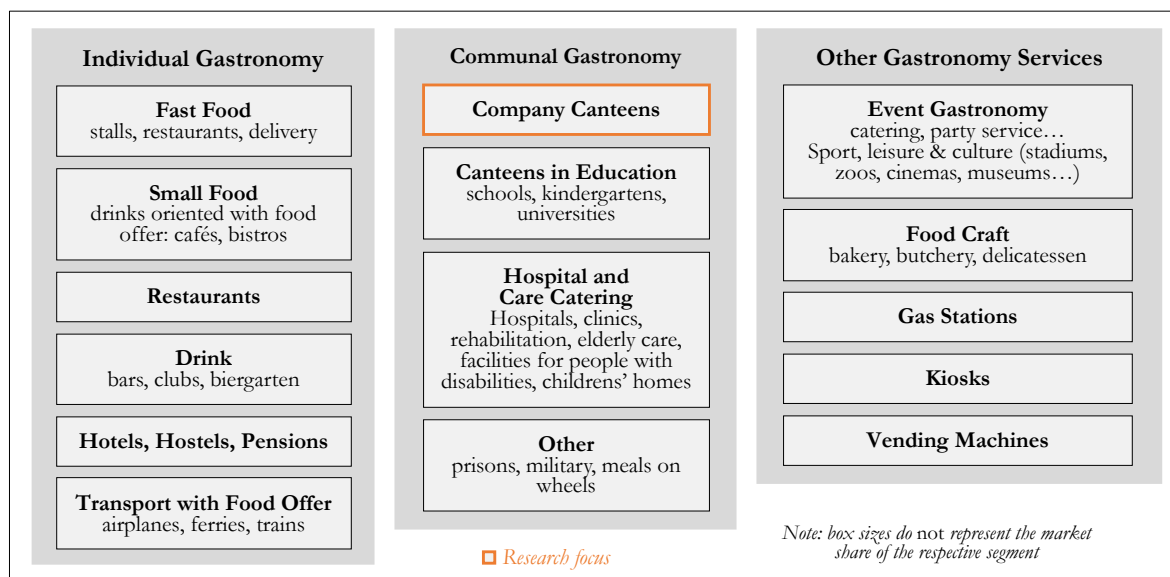 Individual Gastronomy
Fast Food
stalls, restaurants, delivery
Small Food
drinks oriented with food
offer: cafés, bistros
Restaurants
Drink
bars, clubs, biergarten
Hotels, Hostels, Pensions
Transport with Food Offer
airplanes, ferries, trains
Communal Gastronomy
Company Canteens
Canteens in Education
schools, kindergartens,
universities
Hospital and
Care Catering
Hospitals, clinics,
rehabilitation, elderly care,
facilities for people with
disabilities, childrens’ homes
Other
prisons, military, meals on
wheels
Research focus
Other Gastronomy Services
Event Gastronomy
catering, party service…
Sport, leisure & culture (stadiums,
zoos, cinemas, museums…)
Food Craft
bakery, butchery, delicatessen
Gas Stations
Kiosks
Vending Machines
Note: box sizes do not represent the market
share of the respective segment